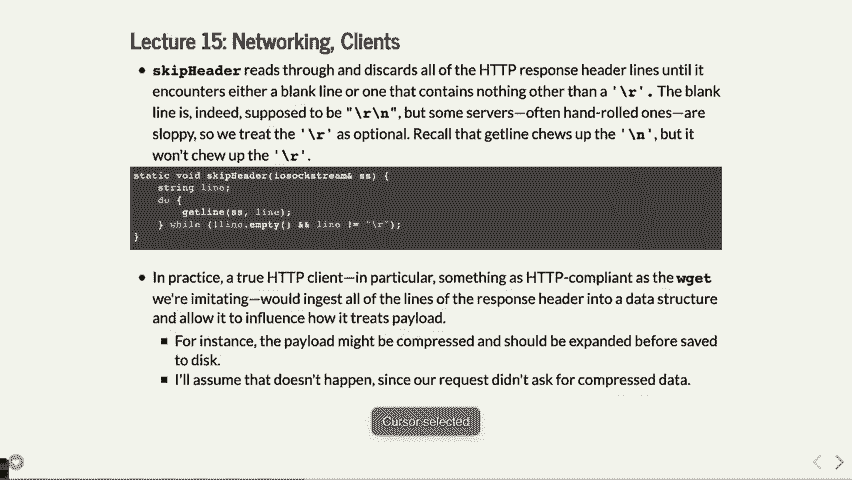 Lecture 15: Networking, Clients
• skipHeader reads through and discards all of the HTTP response header lines until it
encounters either a blank line or one that contains nothing other than a '\r'. The blank
line is, indeed, supposed to be "\r\n", but some servers—often hand-rolled ones—are
sloppy, so we treat the '\r' as optional. Recall that getline chews up the '\n', but it
won't chew up the '\r'.
static void skipHeader(iosockstream& ss) {
string line;
do {
getline(ss, line);
} while (!line.empty() && line != "\r");
}
• In practice, a true HTTP client—in particular, something as HTTP-compliant as the wget
we're imitating—would ingest all of the lines of the response header into a data structure
and allow it to influence how it treats payload.
▪ For instance, the payload might be compressed and should be expanded before saved
to disk.
▪ I'll assume that doesn't happen, since our request didn't ask for compressed data.
Cursor selected